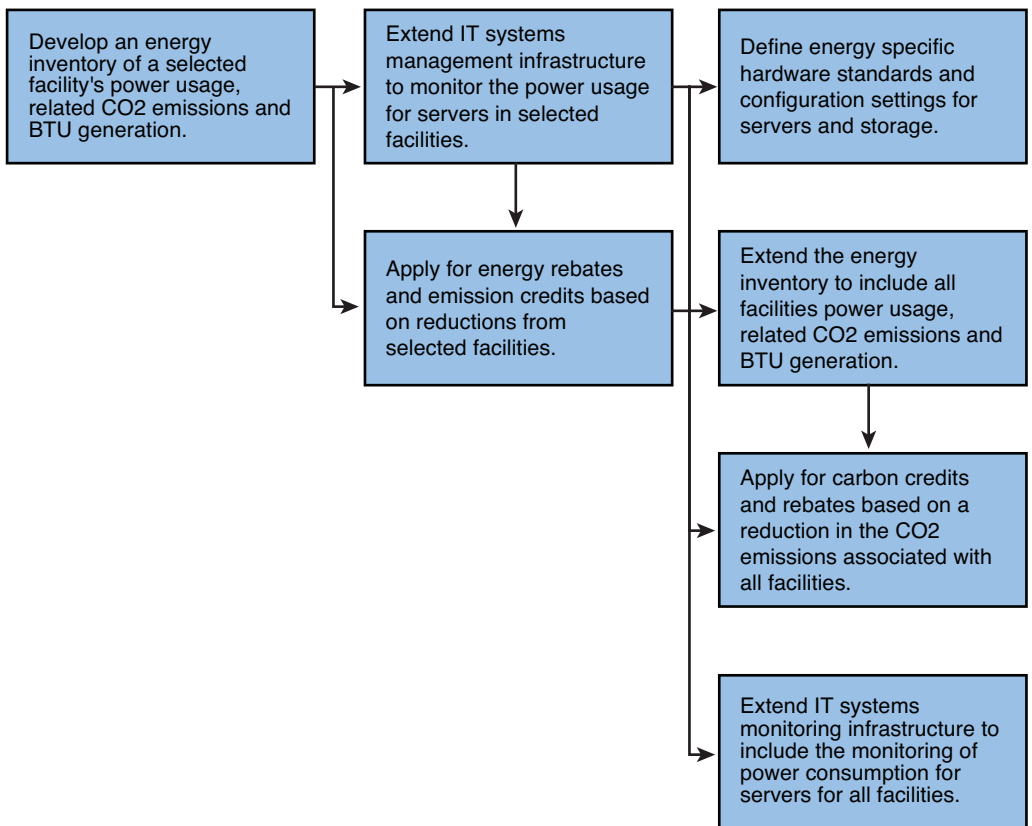 Develop an energy
inventory of a selected
facility's power usage,
related CO2 emissions and
BTU generation.
Extend IT systems
management infrastructure
to monitor the power usage
for servers in selected
facilities.
Define energy specific
hardware standards and
configuration settings for
servers and storage.
Apply for energy rebates
and emission credits based
on reductions from
selected facilities.
Extend the energy
inventory to include all
facilities power usage,
related CO2 emissions and
BTU generation.
Apply for carbon credits
and rebates based on a
reduction in the CO2
emissions associated with
all facilities.
Extend IT systems
monitoring infrastructure to
include the monitoring of
power consumption for
servers for all facilities.